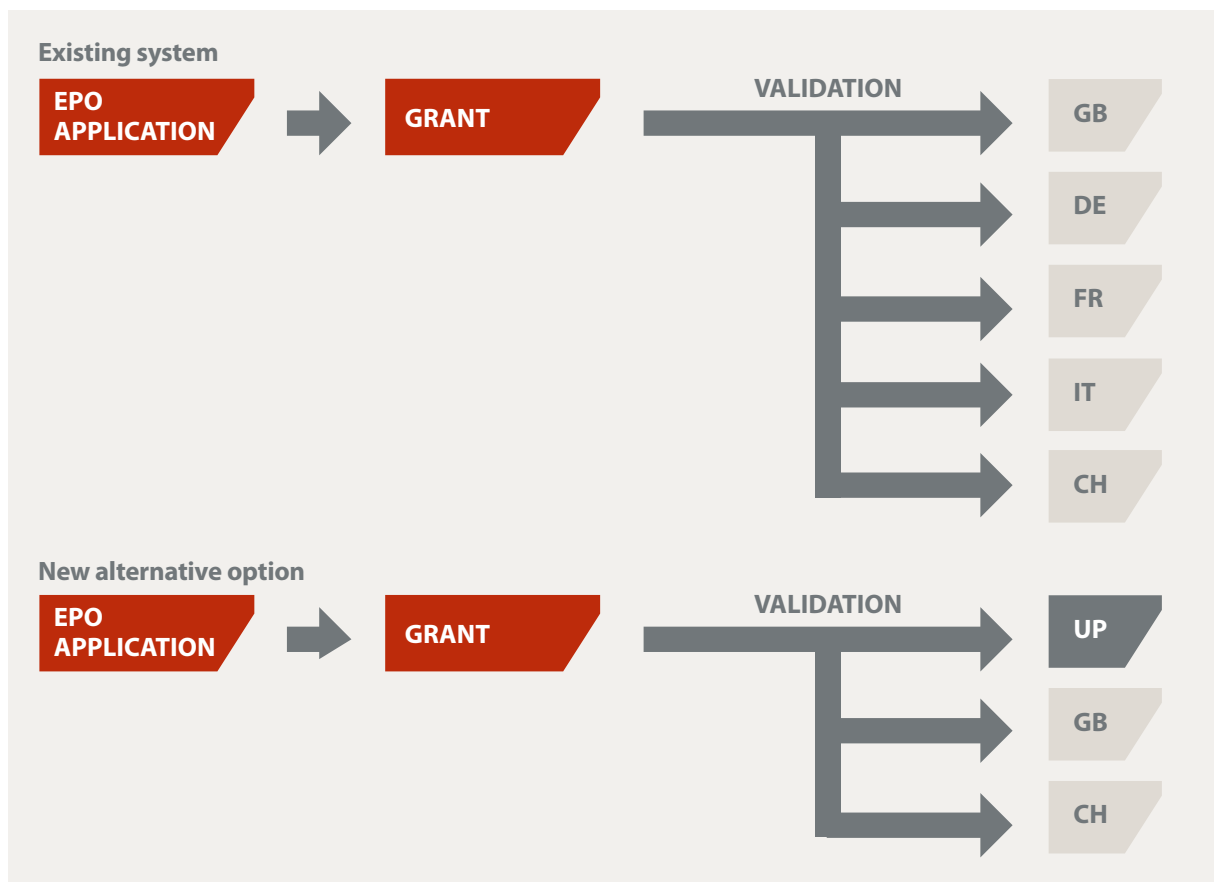 Existing system
EPO
APPLICATION
GRANT
VALIDATION
GB
DE
FR
IT
CH
New alternative option
EPO
APPLICATION
GRANT
VALIDATION
UP
GB
CH